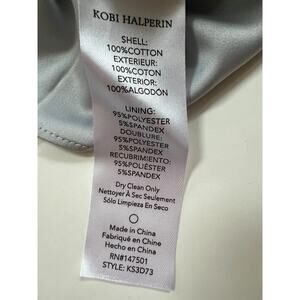 KOBI HALPERIN
SHELL:
100%COTTON
EXTERIEUR:
100%COTON
EXTERIOR:
100%ALGODÓN
LINING:
95%POLYESTER
5%SPANDEX
DOUBLURE:
95%POLYESTER
5%SPANDEX
RECUBRIMIENTO:
95%POLIÉSTER
5%SPANDEX
Dry Clean Only
Nettoyer À Sec Seulement
Sólo Limpieza En Seco
Made in China
Fabriqué en Chine
Hecho en China
RN#147501
STYLE: KS3D73